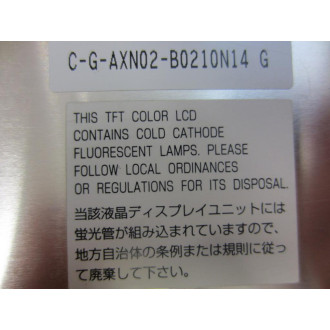 C-G-AXN02-B0210N14 G
THIS TFT COLOR LCD
CONTAINS COLD CATHODE
FLUORESCENT LAMPS. PLEASE
FOLLOW LOCAL ORDINANCES
OR REGULATIONS FOR ITS DISPOSAL.
当該液晶ディスプレイユニットには
蛍光管が組み込まれていますので、
地方自治体の条例または規則に従っ
て廃棄して下さい。